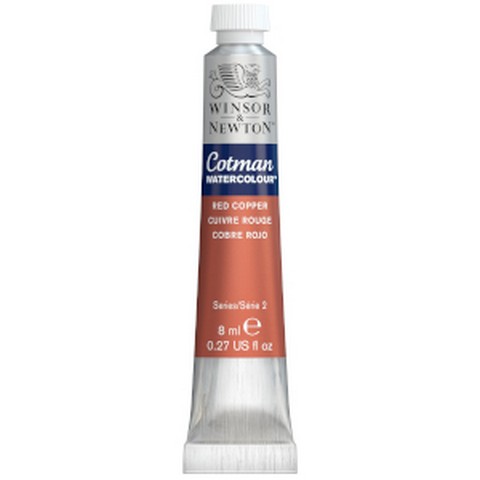 WINSOR
&
NEWTON™
Cotman
WATERCOLOUR®
RED COPPER
CUIVRE ROUGE
COBRE ROJO
Series/Série 2
8 ml ℮
0.27 US fl oz